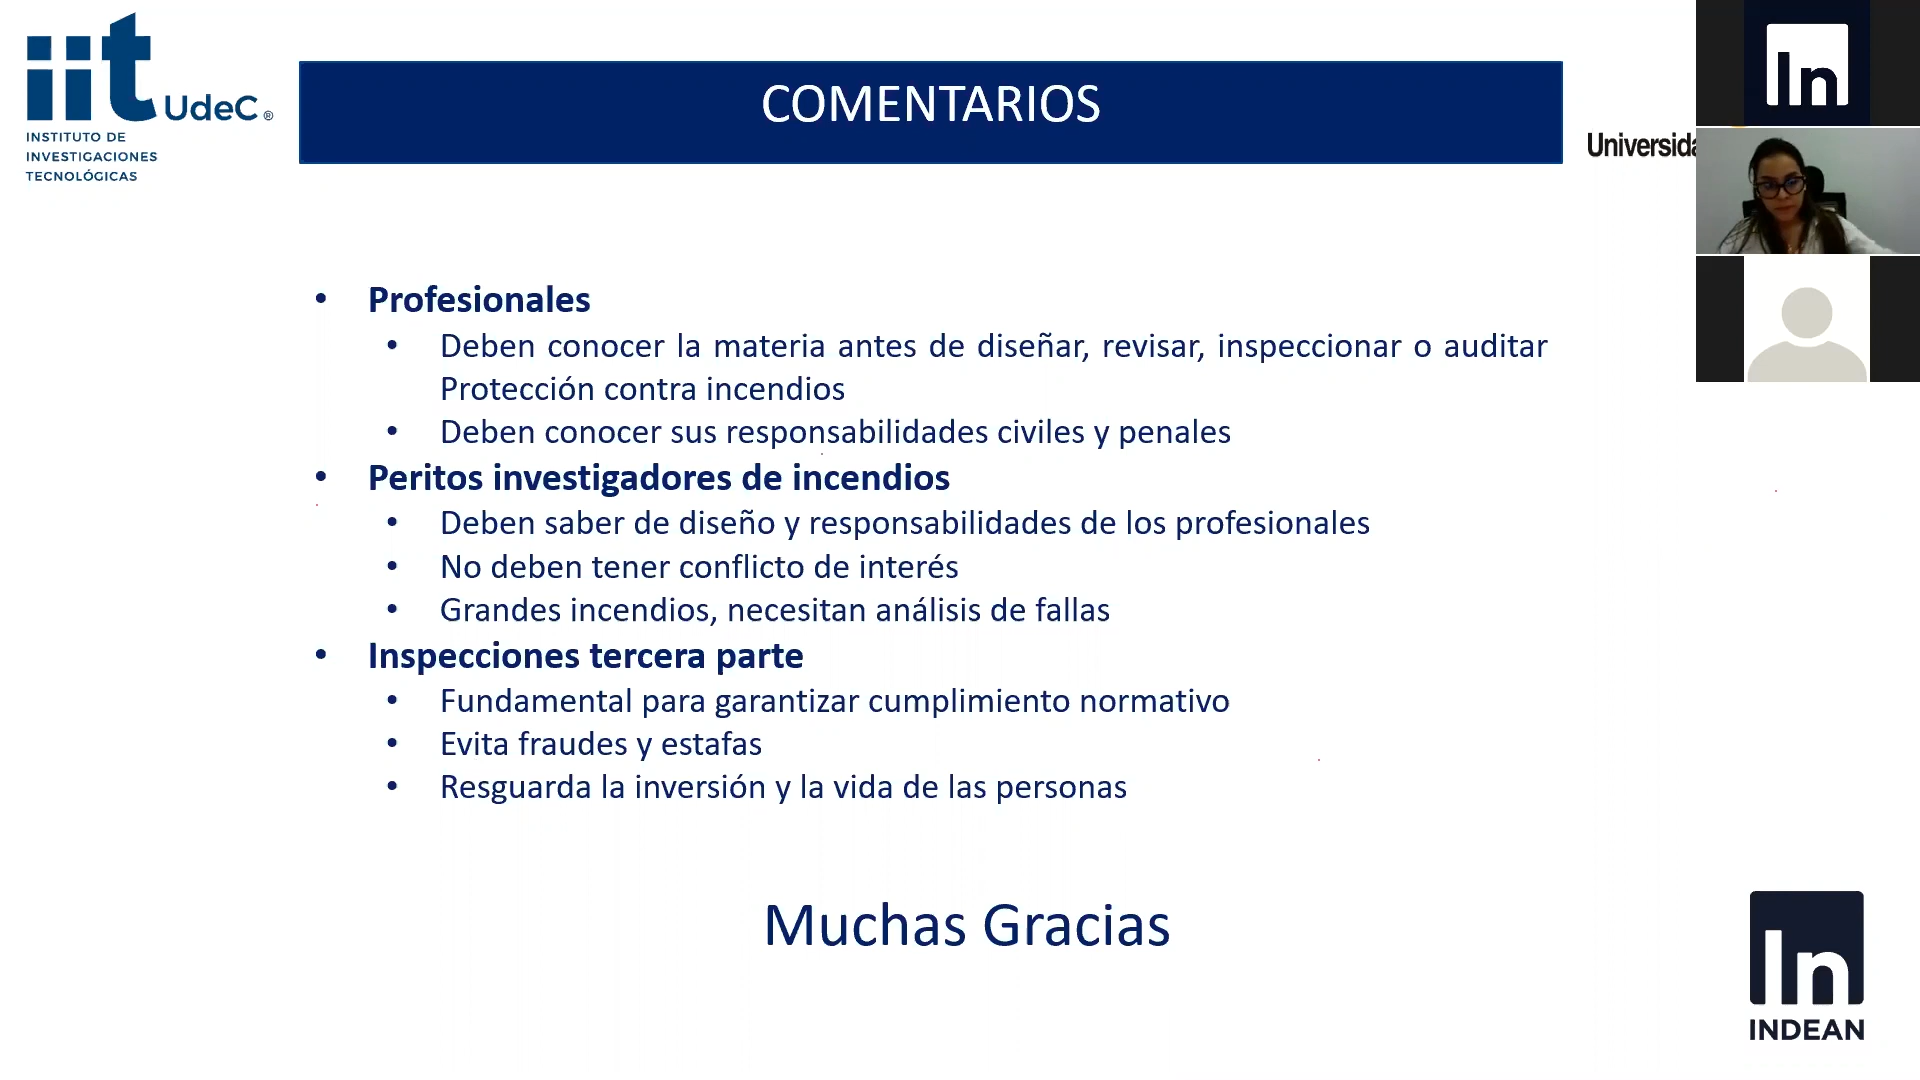 iit UdeC ®
INSTITUTO DE
INVESTIGACIONES
TECNOLÓGICAS
COMENTARIOS
In
• Profesionales
• Deben conocer la materia antes de diseñar, revisar, inspeccionar o auditar
Protección contra incendios
• Deben conocer sus responsabilidades civiles y penales
• Peritos investigadores de incendios
• Deben saber de diseño y responsabilidades de los profesionales
• No deben tener conflicto de interés
• Grandes incendios, necesitan análisis de fallas
• Inspecciones tercera parte
• Fundamental para garantizar cumplimiento normativo
• Evita fraudes y estafas
• Resguarda la inversión y la vida de las personas
Muchas Gracias
In
INDEAN